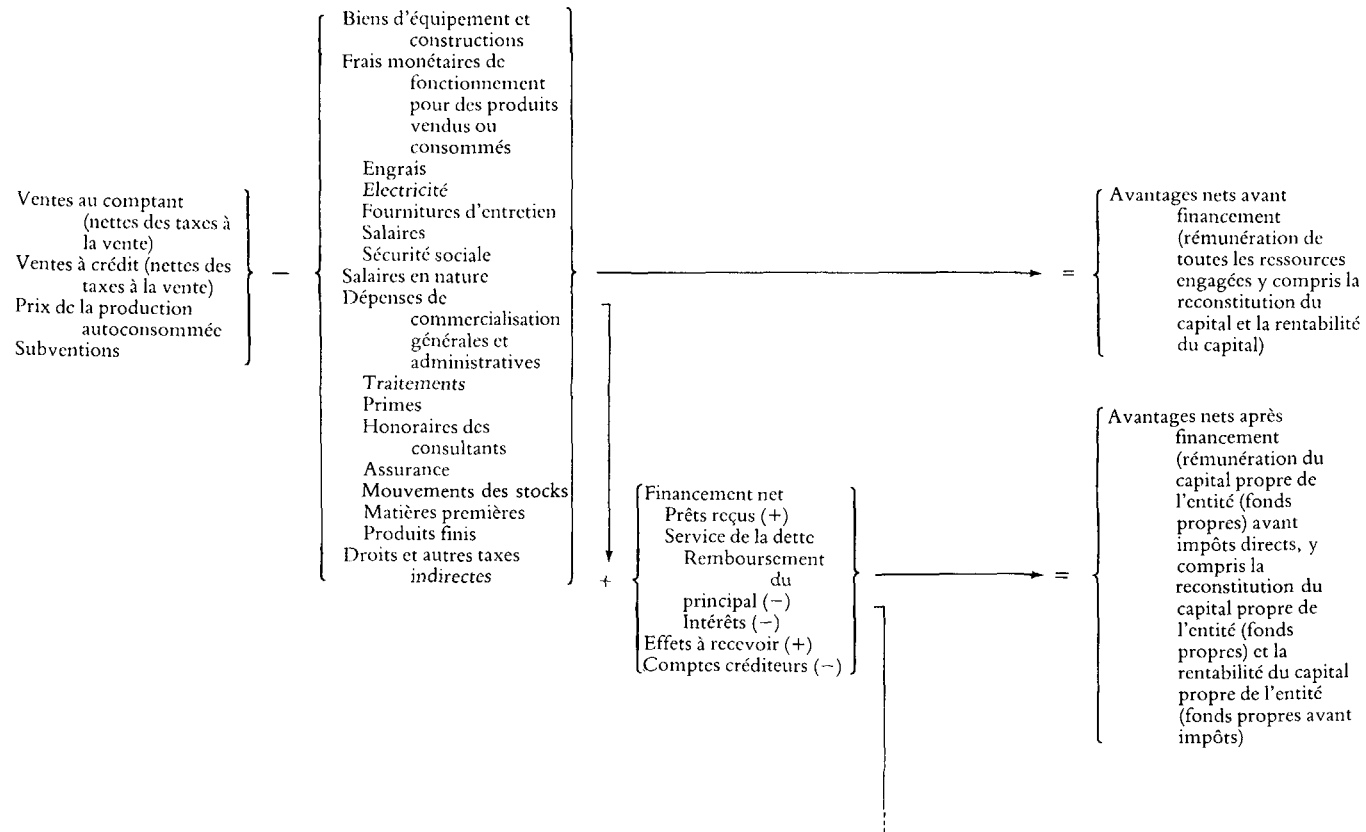 Ventes au comptant
(nettes des taxes à
la vente)
Ventes à crédit (nettes des
taxes à la vente)
Prix de la production
autoconsommée
Subventions
−
Biens d'équipement et
constructions
Frais monétaires de
fonctionnement
pour des produits
vendus ou
consommés
Engrais
Electricité
Fournitures d'entretien
Salaires
Sécurité sociale
Salaires en nature
Dépenses de
commercialisation
générales et
administratives
Traitements
Primes
Honoraires des
consultants
Assurance
Mouvements des stocks
Matières premières
Produits finis
Droits et autres taxes
indirectes
=
Avantages nets avant
financement
(rémunération de
toutes les ressources
engagées y compris la
reconstitution du
capital et la rentabilité
du capital)
+
Financement net
Prêts reçus (+)
Service de la dette
Remboursement
du
principal (−)
Intérêts (−)
Effets à recevoir (+)
Comptes créditeurs (−)
=
Avantages nets après
financement
(rémunération du
capital propre de
l'entité (fonds
propres) avant
impôts directs, y
compris la
reconstitution du
capital propre de
l'entité (fonds
propres) et la
rentabilité du capital
propre de l'entité
(fonds propres avant
impôts)